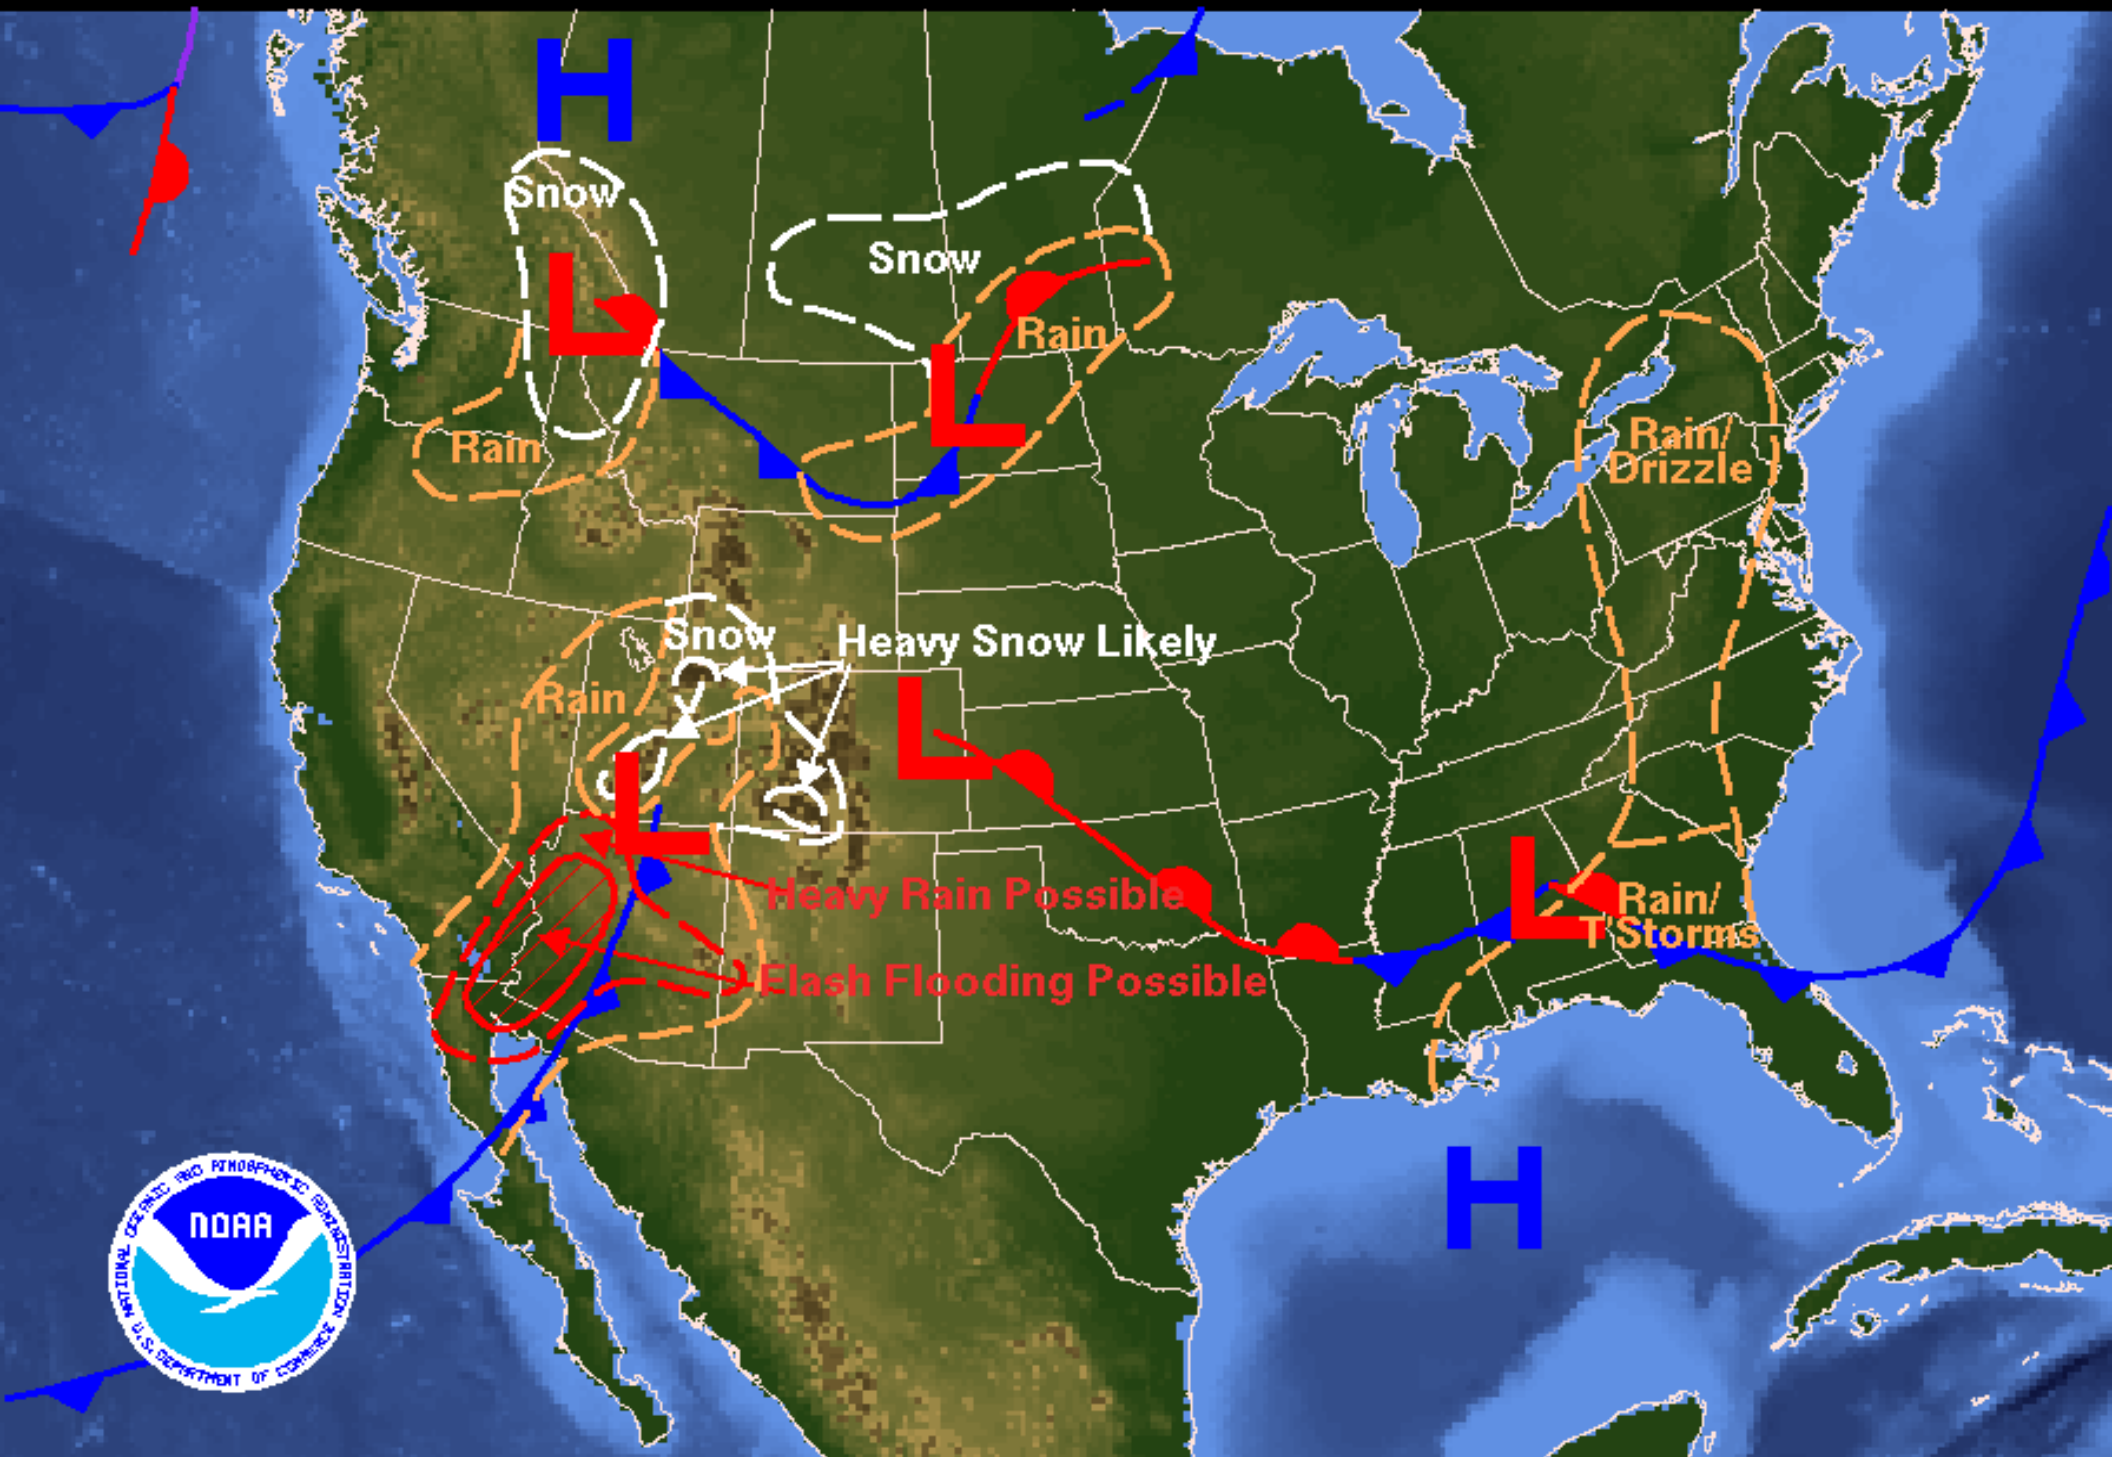 H
Snow
L
Snow
Rain
L
Rain
Rain/
Drizzle
Snow
Heavy Snow Likely
Rain
L
L
L
Heavy Rain Possible
Rain/
T'Storms
Flash Flooding Possible
H
NATIONAL OCEANIC AND ATMOSPHERIC ADMINISTRATION
NOAA
U.S. DEPARTMENT OF COMMERCE